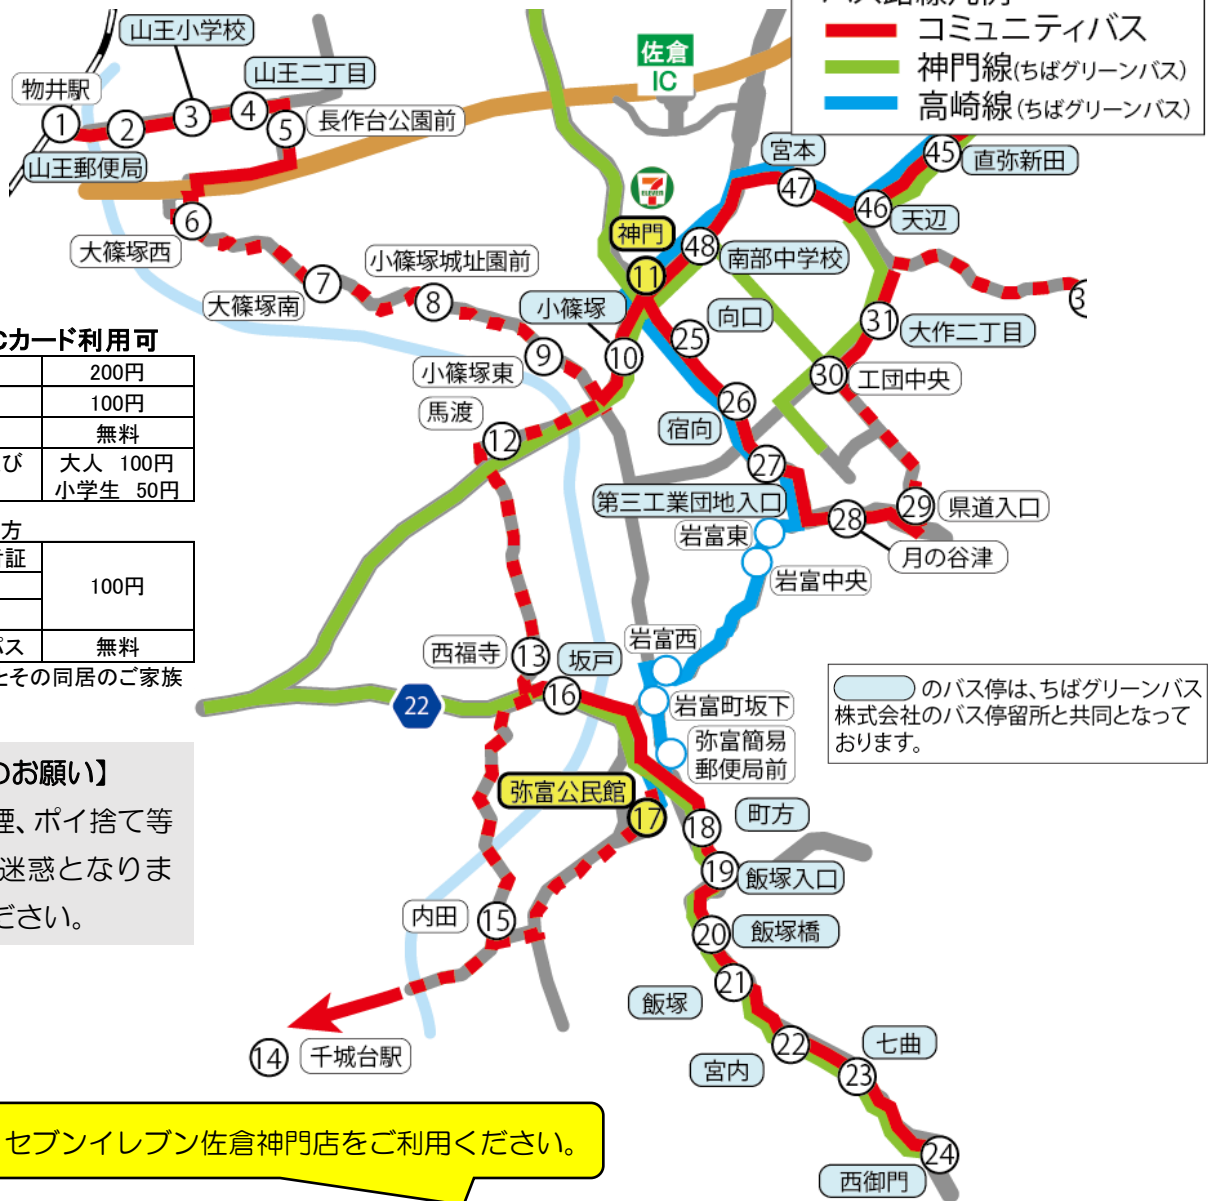 バス路線凡例
コミュニティバス
神門線(ちばグリーンバス)
高崎線(ちばグリーンバス)
佐倉
IC
山王小学校
山王二丁目
物井駅
1
2
3
4
5
長作台公園前
山王郵便局
6
大篠塚西
7
大篠塚南
小篠塚城址園前
8
9
小篠塚東
小篠塚
10
7
ELEVEN
神門
11
48
南部中学校
宮本
47
46
天辺
45
直弥新田
向口
25
26
宿向
27
第三工業団地入口
28
月の谷津
29
県道入口
30
工団中央
31
大作二丁目
馬渡
12
岩富東
岩富中央
岩富西
岩富町坂下
弥富簡易
郵便局前
西福寺
13
坂戸
16
22
弥富公民館
17
18
町方
19
飯塚入口
20
飯塚橋
21
飯塚
22
宮内
七曲
23
24
西御門
内田
15
14
千城台駅
Cカード利用可
200円
100円
無料
び
大人 100円
小学生 50円
方
証
100円
パス
無料
とその同居のご家族
のお願い】
煙、ポイ捨て等
迷惑となりま
ださい。
のバス停は、ちばグリーンバス
株式会社のバス停留所と共同となって
おります。
セブンイレブン佐倉神門店をご利用ください。